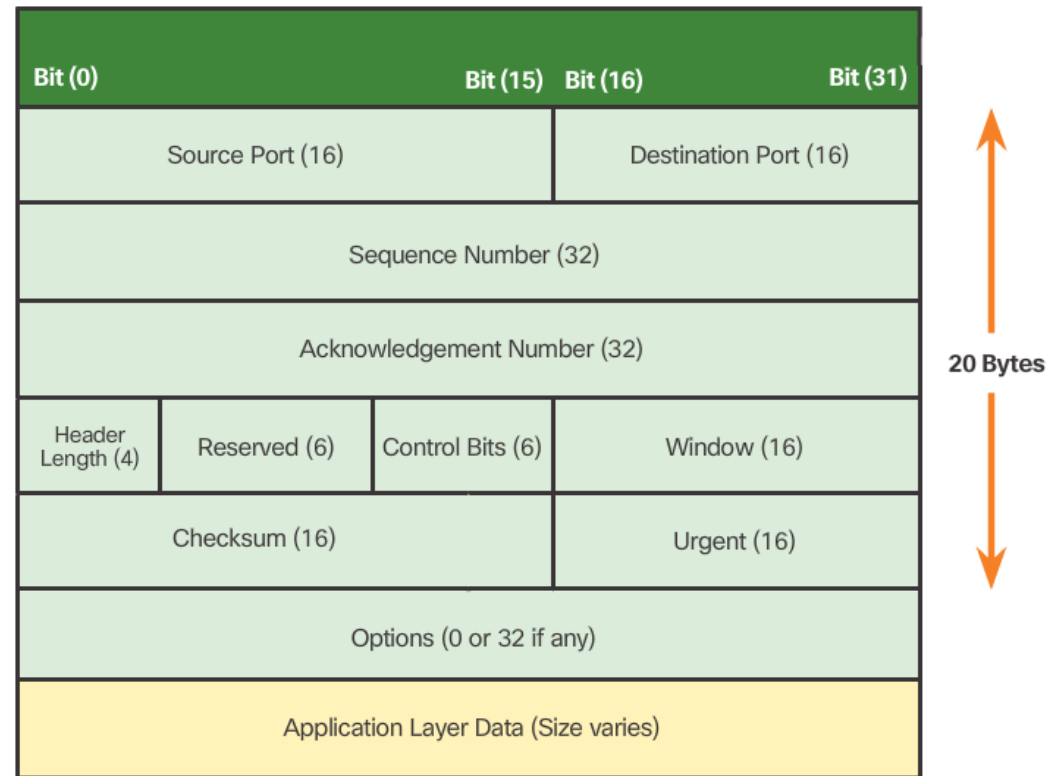 Bit (0) Bit (15) Bit (16) Bit (31)
Source Port (16) Destination Port (16)
Sequence Number (32)
Acknowledgement Number (32)
20 Bytes
Header
Length (4) Reserved (6) Control Bits (6) Window (16)
Checksum (16) Urgent (16)
Options (0 or 32 if any)
Application Layer Data (Size varies)